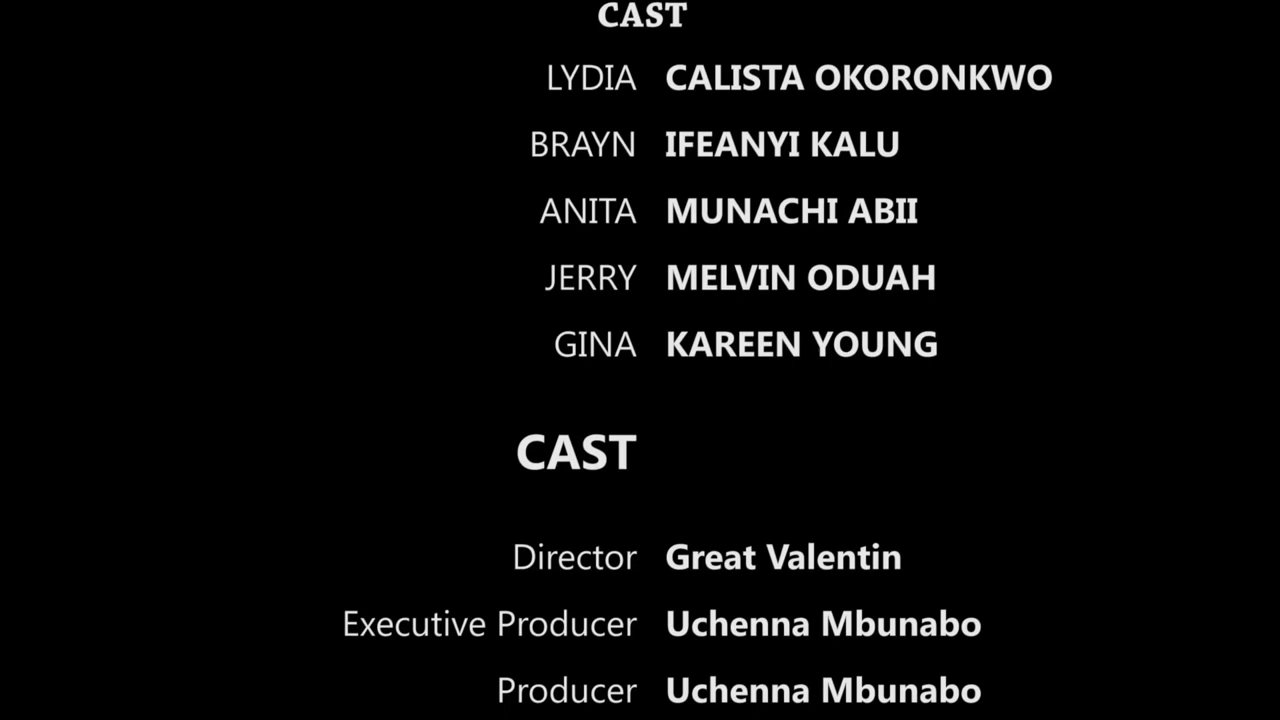 CAST
LYDIA CALISTA OKORONKWO
BRAYN IFEANYI KALU
ANITA MUNACHI ABII
JERRY MELVIN ODUAH
GINA KAREEN YOUNG
CAST
Director Great Valentin
Executive Producer Uchenna Mbunabo
Producer Uchenna Mbunabo